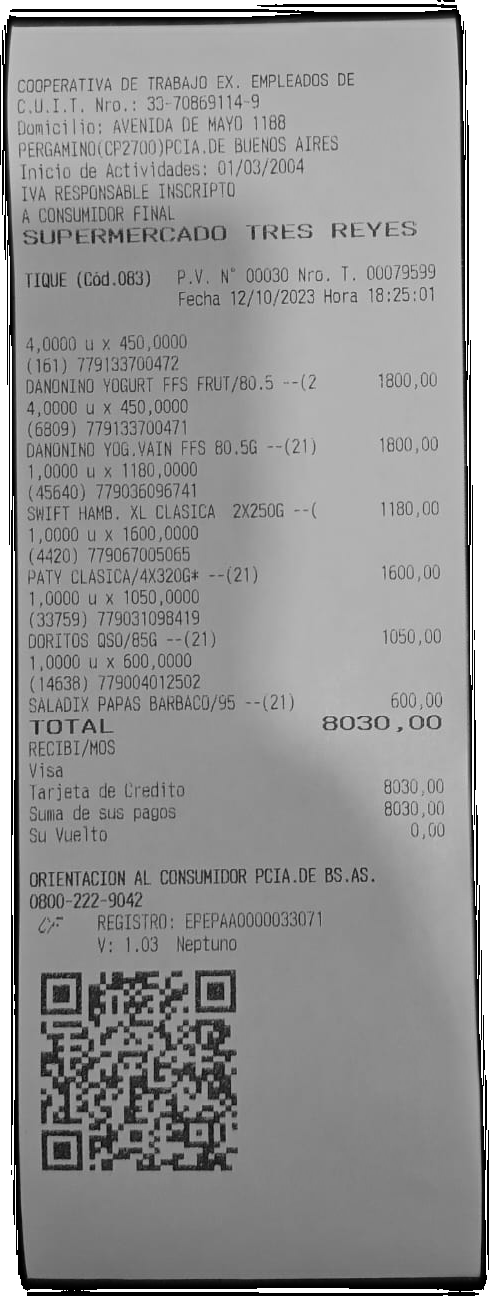 COOPERATIVA DE TRABAJO EX. EMPLEADOS DE
C.U.I.T. Nro.: 33-70869114-9
Domicilio: AVENIDA DE MAYO 1188
PERGAMINO(CP2700)PCIA.DE BUENOS AIRES
Inicio de Actividades: 01/03/2004
IVA RESPONSABLE INSCRIPTO
A CONSUMIDOR FINAL
SUPERMERCADO TRES REYES
TIQUE (Cód.083) P.V. N° 00030 Nro. T. 00079599
Fecha 12/10/2023 Hora 18:25:01
4,0000 u x 450,0000
(161) 779133700472
DANONINO YOGURT FFS FRUT/80.5 --(2 1800,00
4,0000 u x 450,0000
(6809) 779133700471
DANONINO YOG.VAIN FFS 80.5G --(21) 1800,00
1,0000 u x 1180,0000
(45640) 779036096741
SWIFT HAMB. XL CLASICA 2X250G --( 1180,00
1,0000 u x 1600,0000
(4420) 779067005065
PATY CLASICA/4X320G* --(21) 1600,00
1,0000 u x 1050,0000
(33759) 779031098419
DORITOS QSO/85G --(21) 1050,00
1,0000 u x 600,0000
(14638) 779004012502
SALADIX PAPAS BARBACO/95 --(21) 600,00
TOTAL 8030,00
RECIBI/MOS
Visa
Tarjeta de Credito 8030,00
Suma de sus pagos 8030,00
Su Vuelto 0,00
ORIENTACION AL CONSUMIDOR PCIA.DE BS.AS.
0800-222-9042
CF REGISTRO: EPEPAA0000033071
V: 1.03 Neptuno